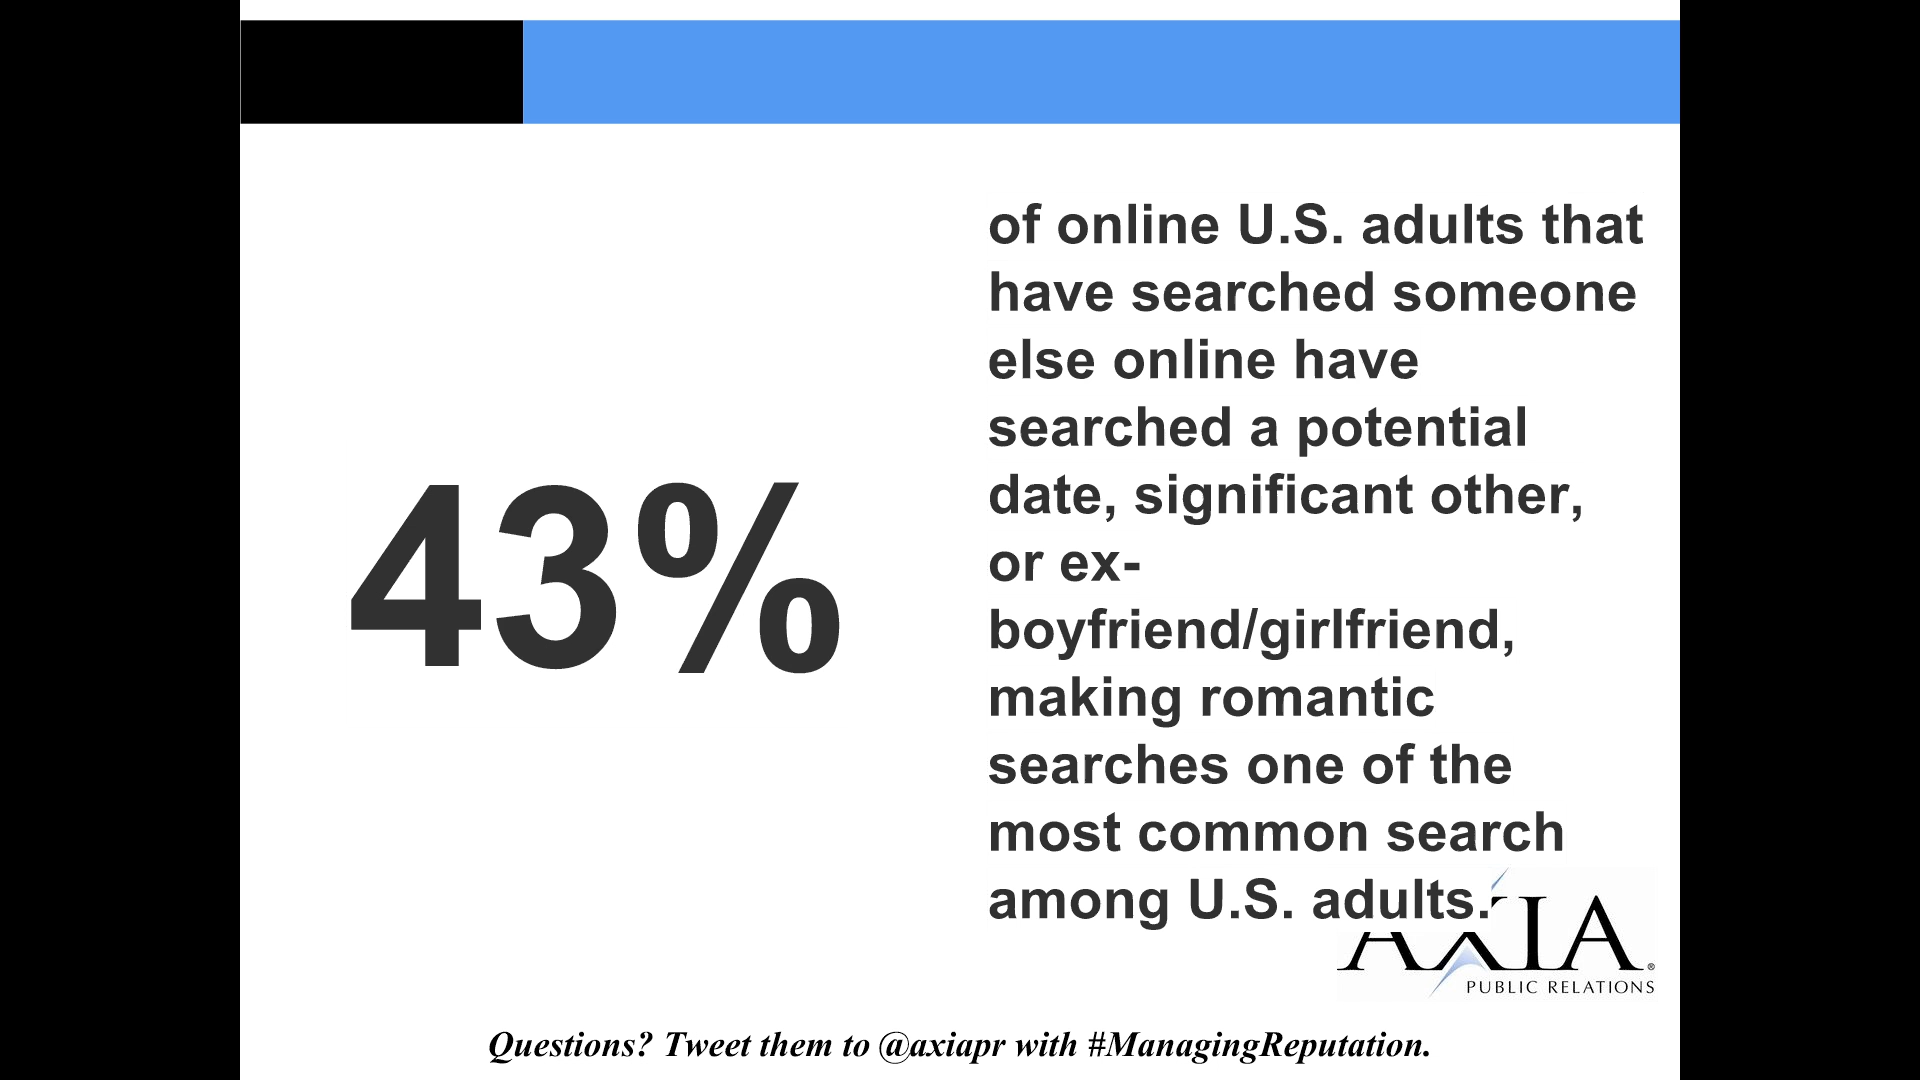 43%
of online U.S. adults that
have searched someone
else online have
searched a potential
date, significant other,
or ex-
boyfriend/girlfriend,
making romantic
searches one of the
most common search
among U.S. adults.
AXIA®
PUBLIC RELATIONS
Questions? Tweet them to @axiapr with #ManagingReputation.